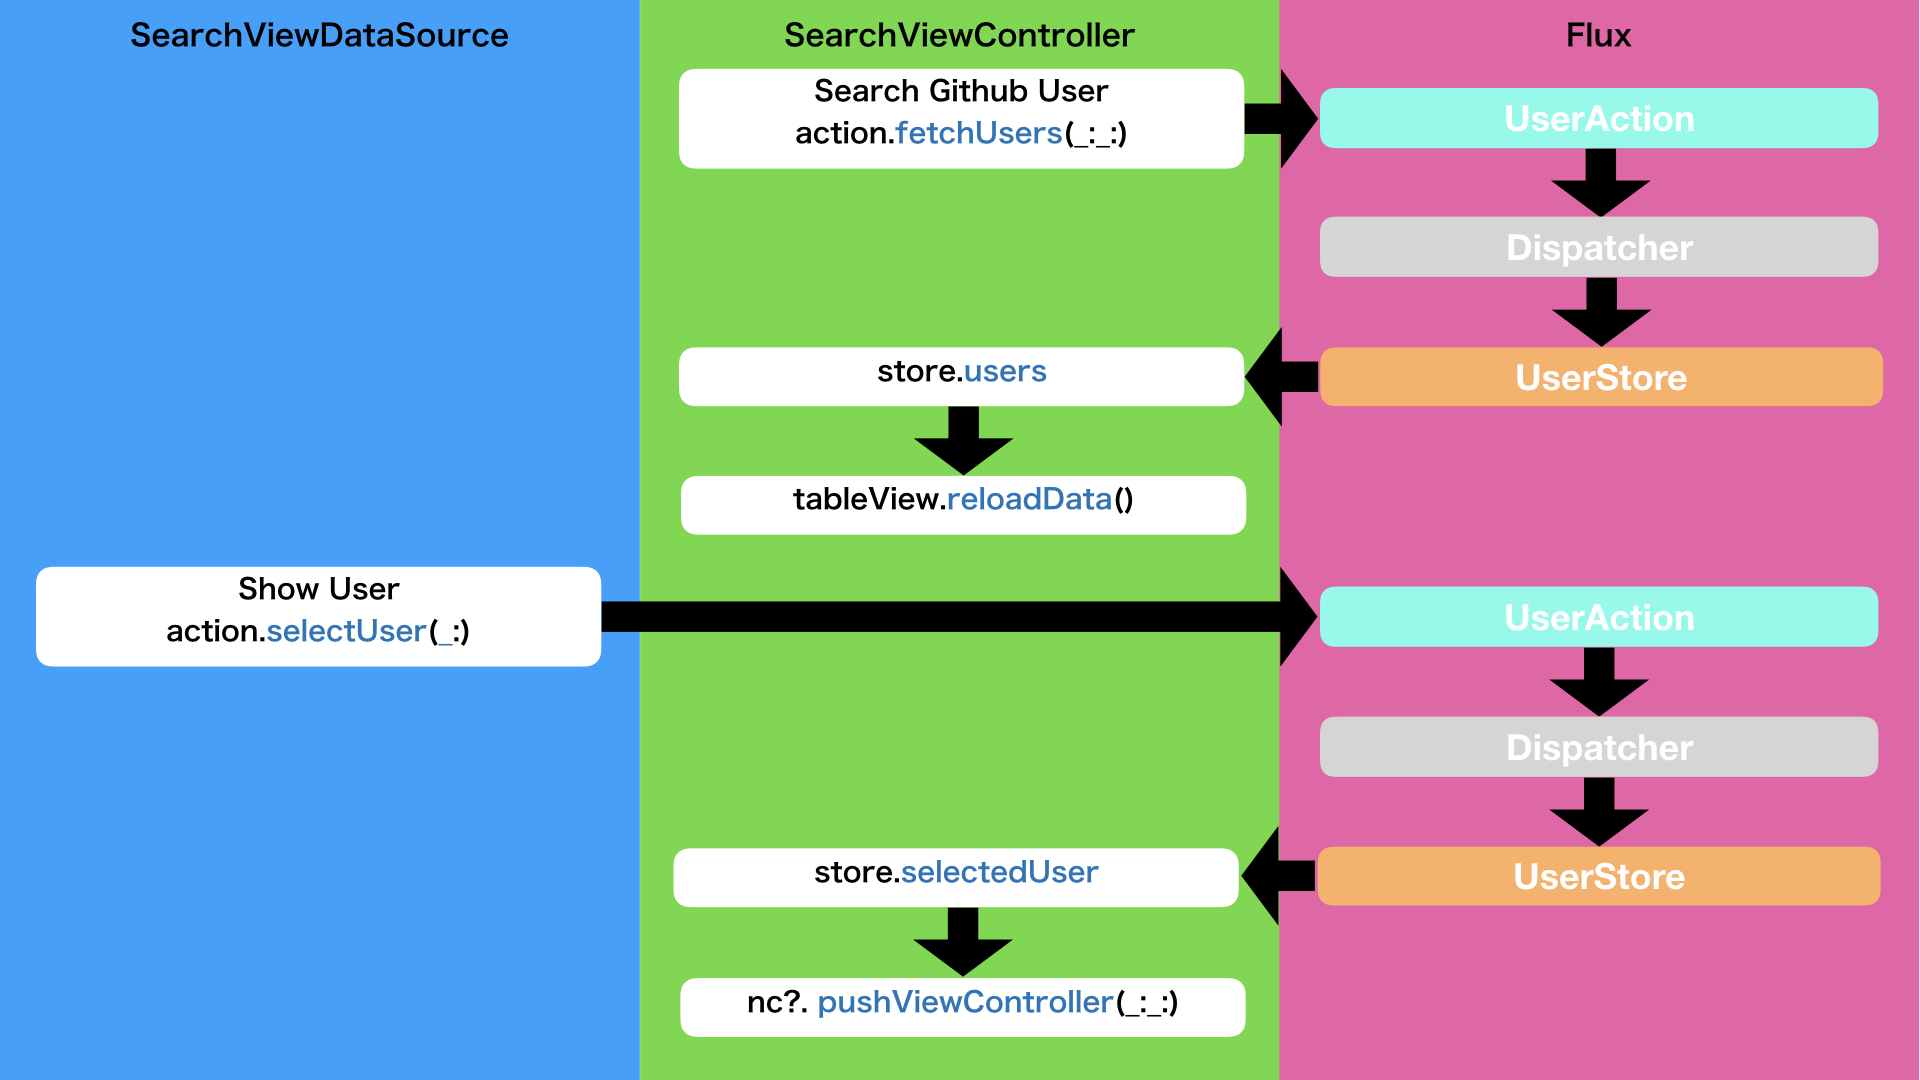 SearchViewDataSource
SearchViewController
Flux
Search Github User
action.fetchUsers(_:_:)
UserAction
Dispatcher
store.users
UserStore
tableView.reloadData()
Show User
action.selectUser(_:)
UserAction
Dispatcher
store.selectedUser
UserStore
nc?. pushViewController(_:_:)